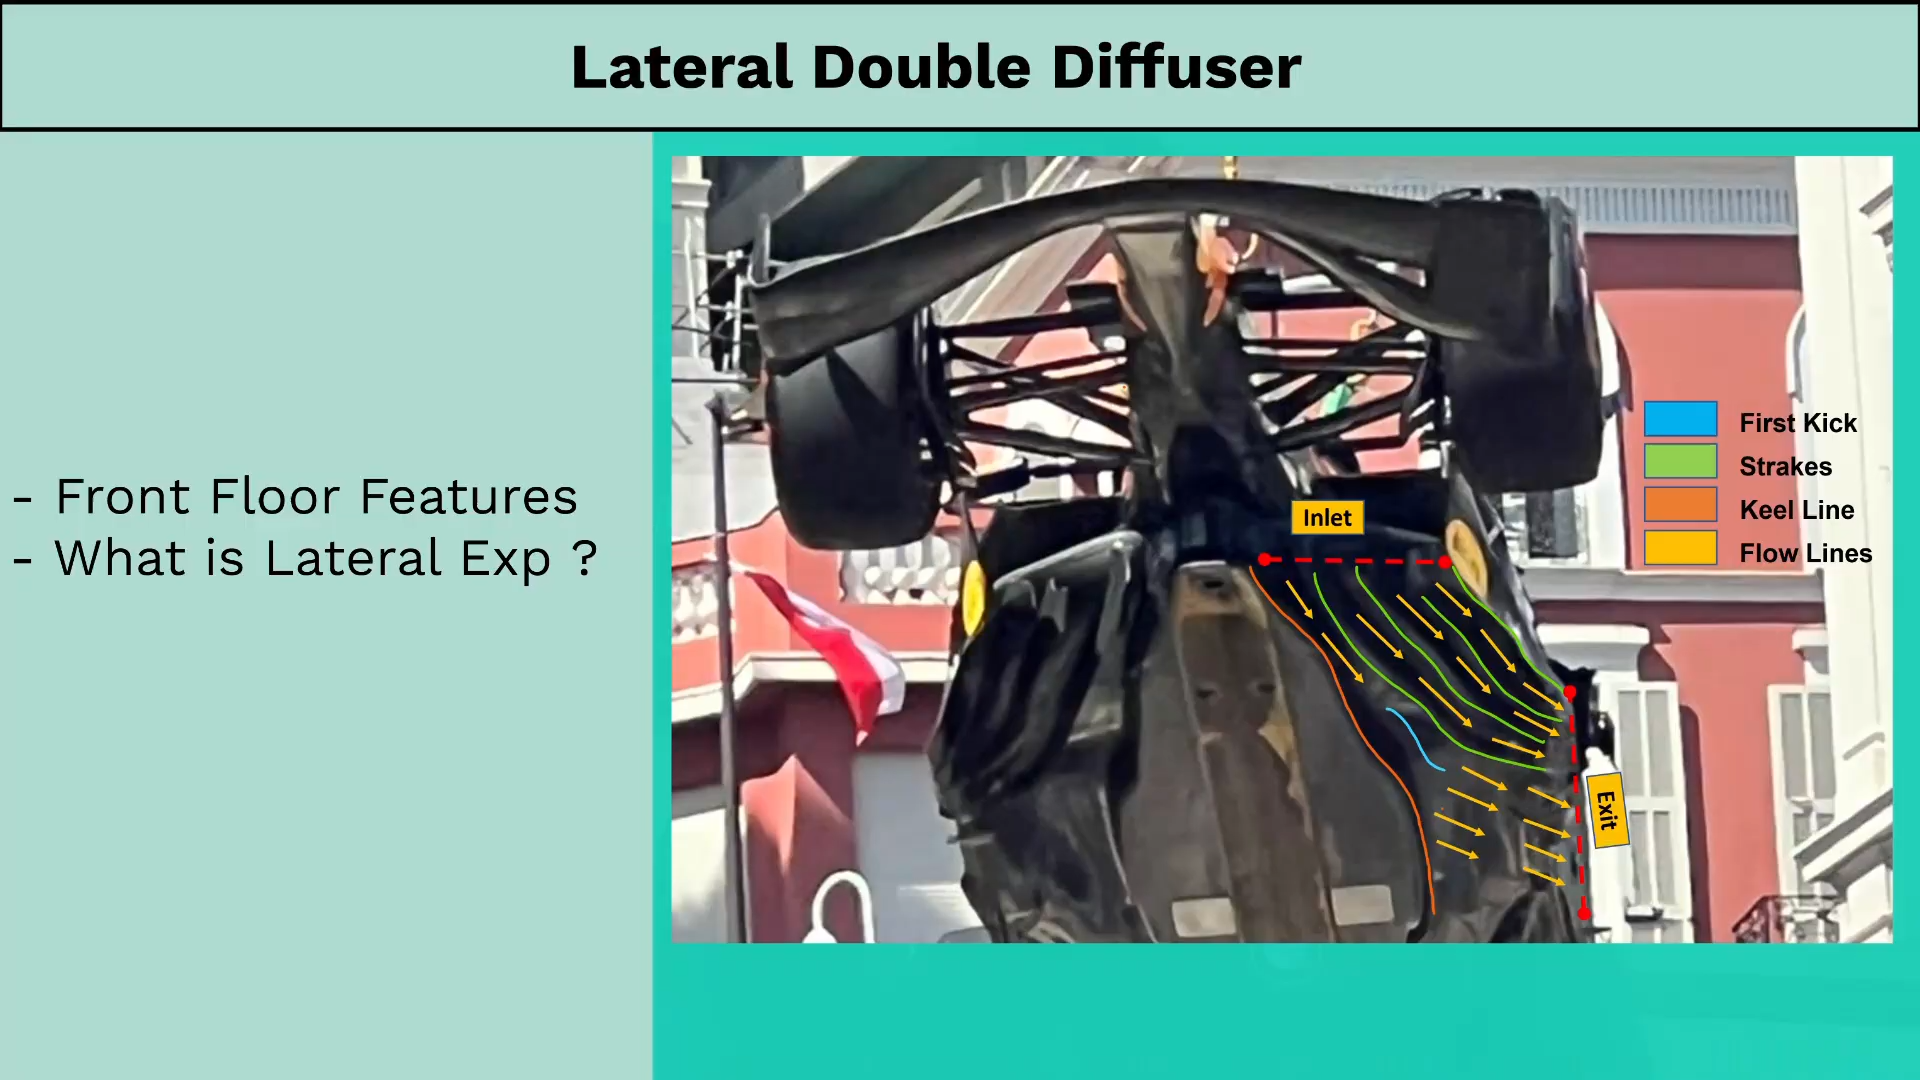 Lateral Double Diffuser
- Front Floor Features
- What is Lateral Exp ?
Inlet
First Kick
Strakes
Keel Line
Flow Lines
Exit